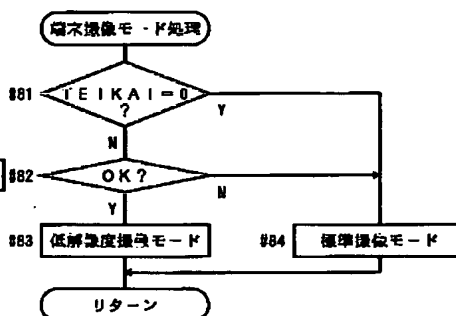 端末撮像モード処理
#81
TEIKAI=0
?
Y
N
#82
OK?
N
Y
#83
低解像度撮像モード
#84
標準撮像モード
リターン